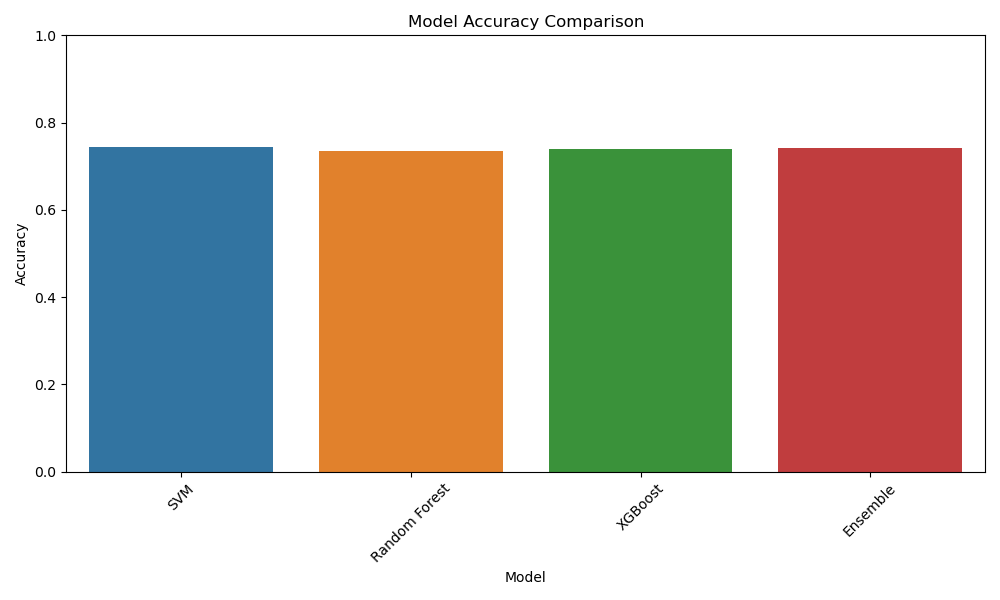 Model Accuracy Comparison
1.0
0.8
0.6
0.4
0.2
0.0
Accuracy
SVM
Random Forest
XGBoost
Ensemble
Model